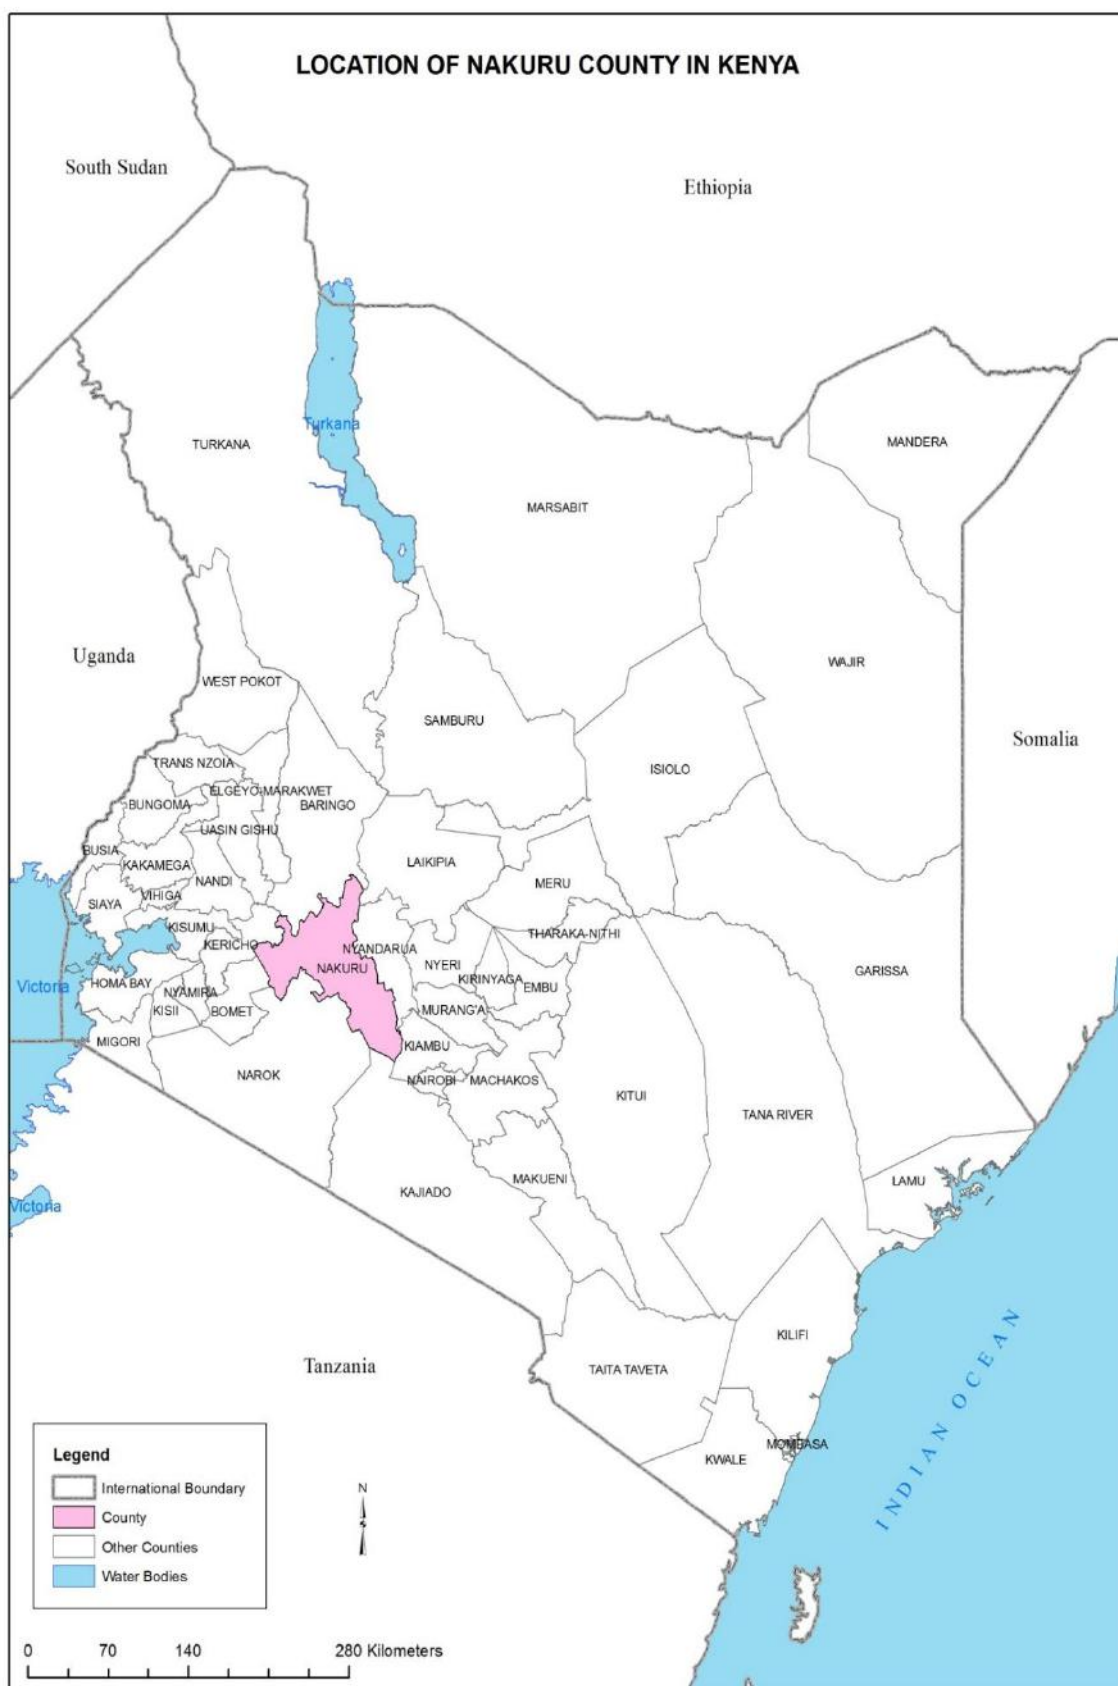 LOCATION OF NAKURU COUNTY IN KENYA
South Sudan
Ethiopia
Turkana
TURKANA
MANDERA
MARSABIT
Uganda
WAJIR
WEST POKOT
SAMBURU
Somalia
TRANS NZOIA
ISIOLO
ELGEYO-MARAKWET
BUNGOMA
BARINGO
UASIN GISHU
BUSIA
KAKAMEGA
LAIKIPIA
NANDI
MERU
VIHIGA
SIAYA
KISUMU
THARAKA-NITHI
KERICHO
NYANDARUA
NAKURU
NYERI
GARISSA
KIRINYAGA
HOMA BAY
Victoria
EMBU
NYAMIRA
KISII
BOMET
MURANG'A
MIGORI
KIAMBU
NAROK
NAIROBI
MACHAKOS
KITUI
TANA RIVER
MAKUENI
LAMU
KAJIADO
Victoria
KILIFI
Tanzania
TAITA TAVETA
INDIAN OCEAN
MOMBASA
KWALE
Legend
International Boundary
County
Other Counties
Water Bodies
N
0 70 140 280 Kilometers